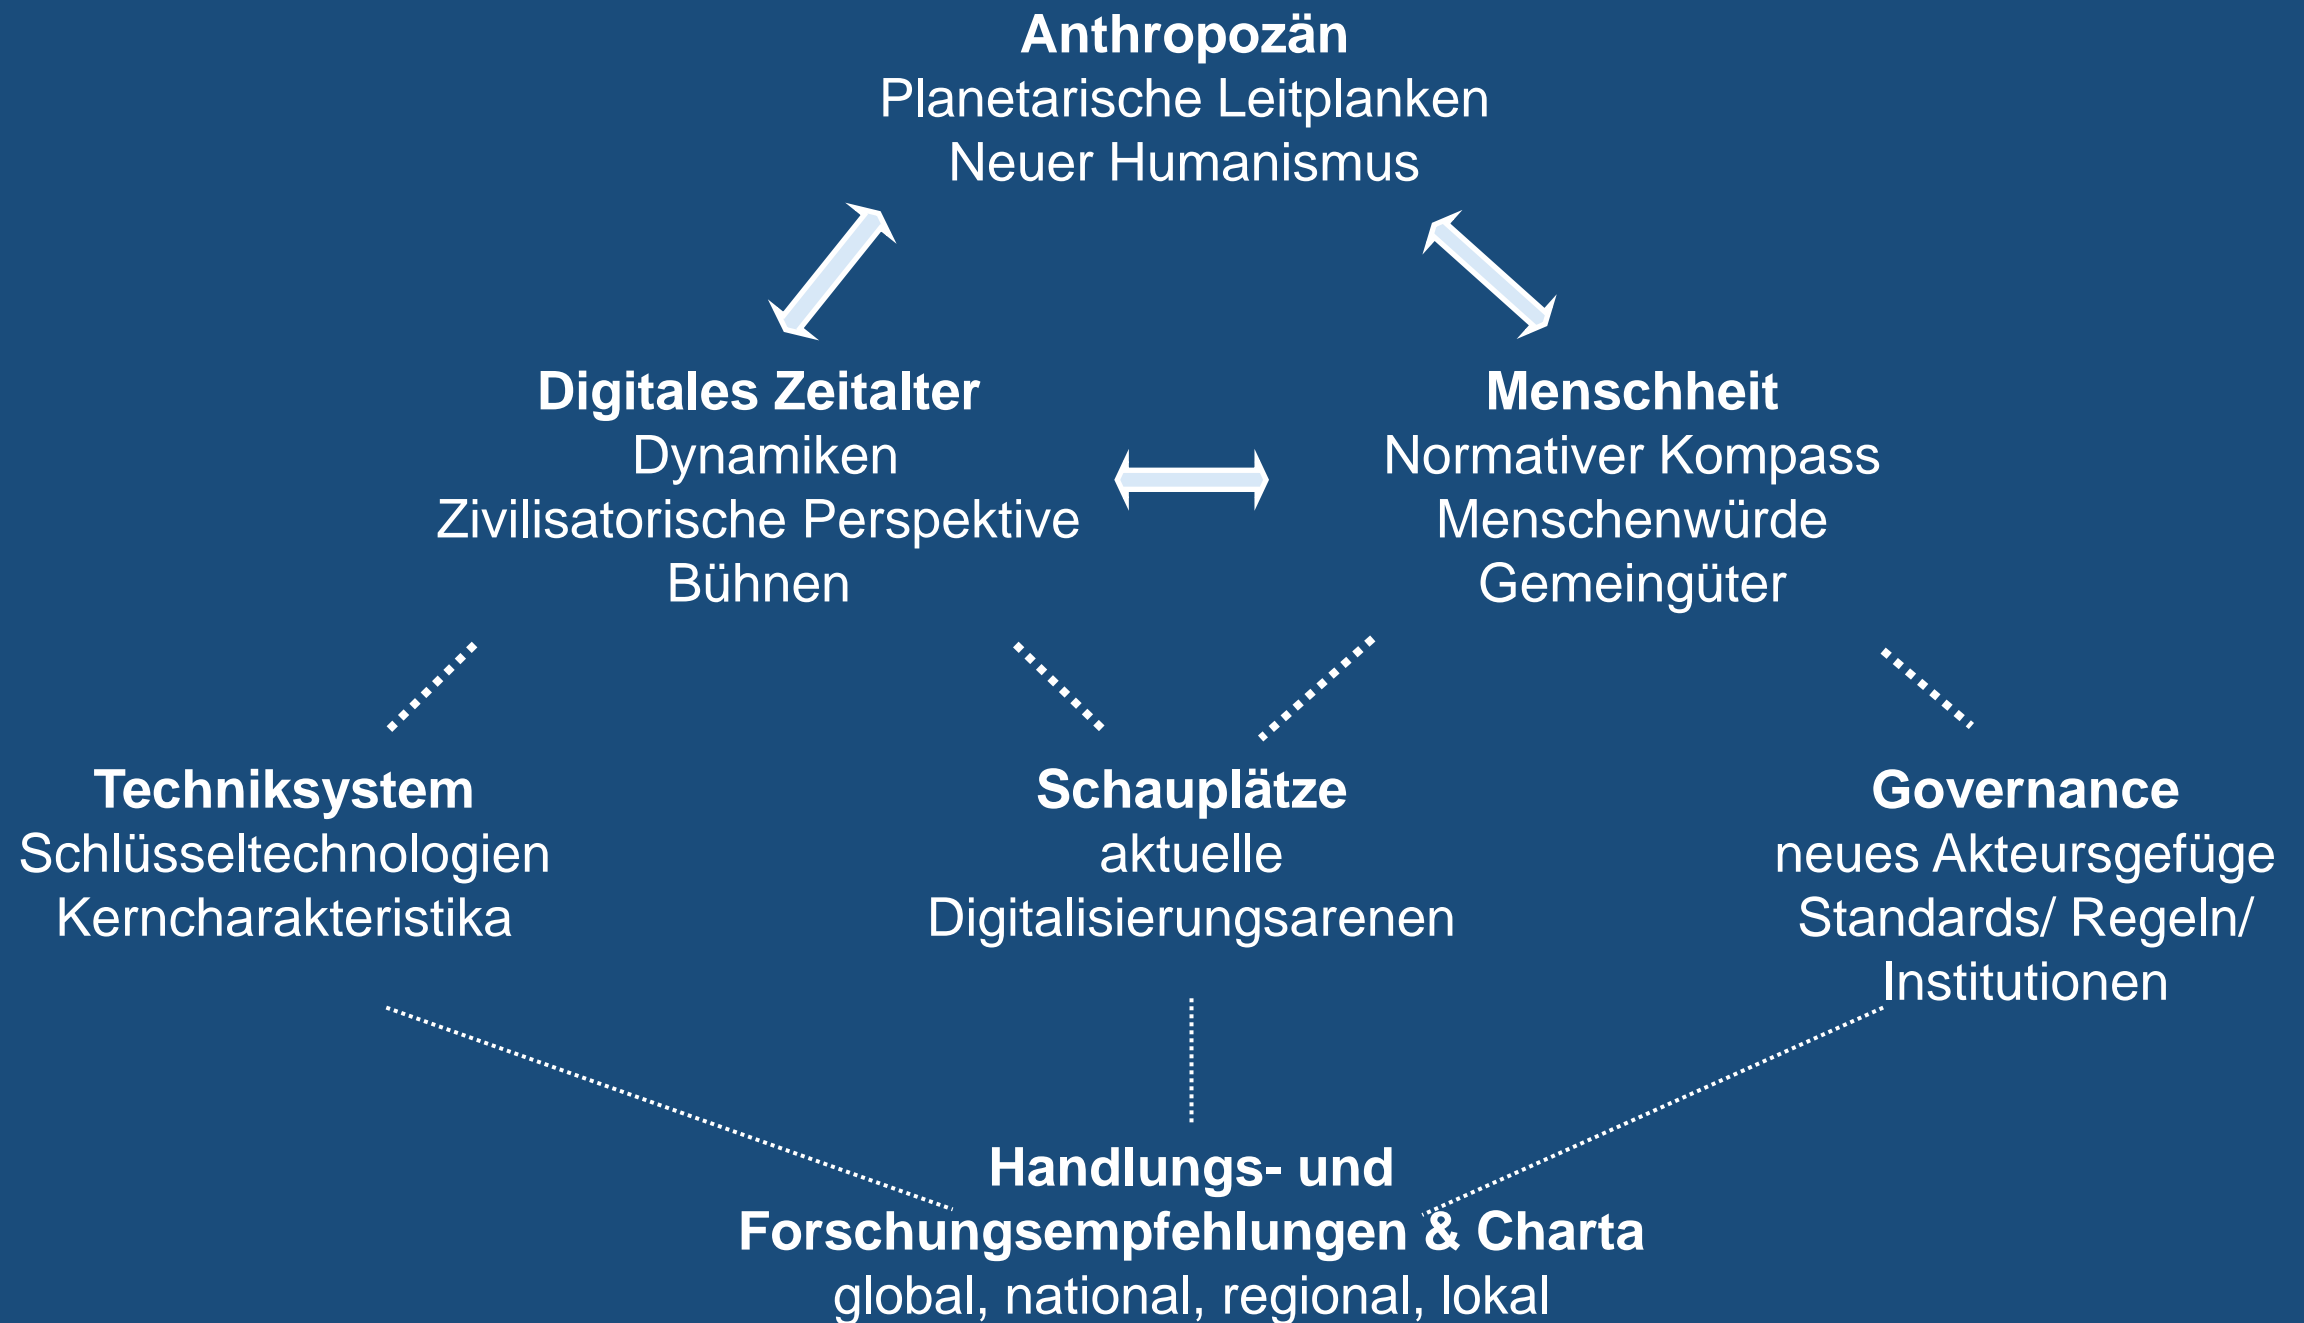 Anthropozän
Planetarische Leitplanken
Neuer Humanismus
Digitales Zeitalter
Dynamiken
Zivilisatorische Perspektive
Bühnen
Menschheit
Normativer Kompass
Menschenwürde
Gemeingüter
Techniksystem
Schlüsseltechnologien
Kerncharakteristika
Schauplätze
aktuelle
Digitalisierungsarenen
Governance
neues Akteursgefüge
Standards/ Regeln/
Institutionen
Handlungs- und
Forschungsempfehlungen & Charta
global, national, regional, lokal